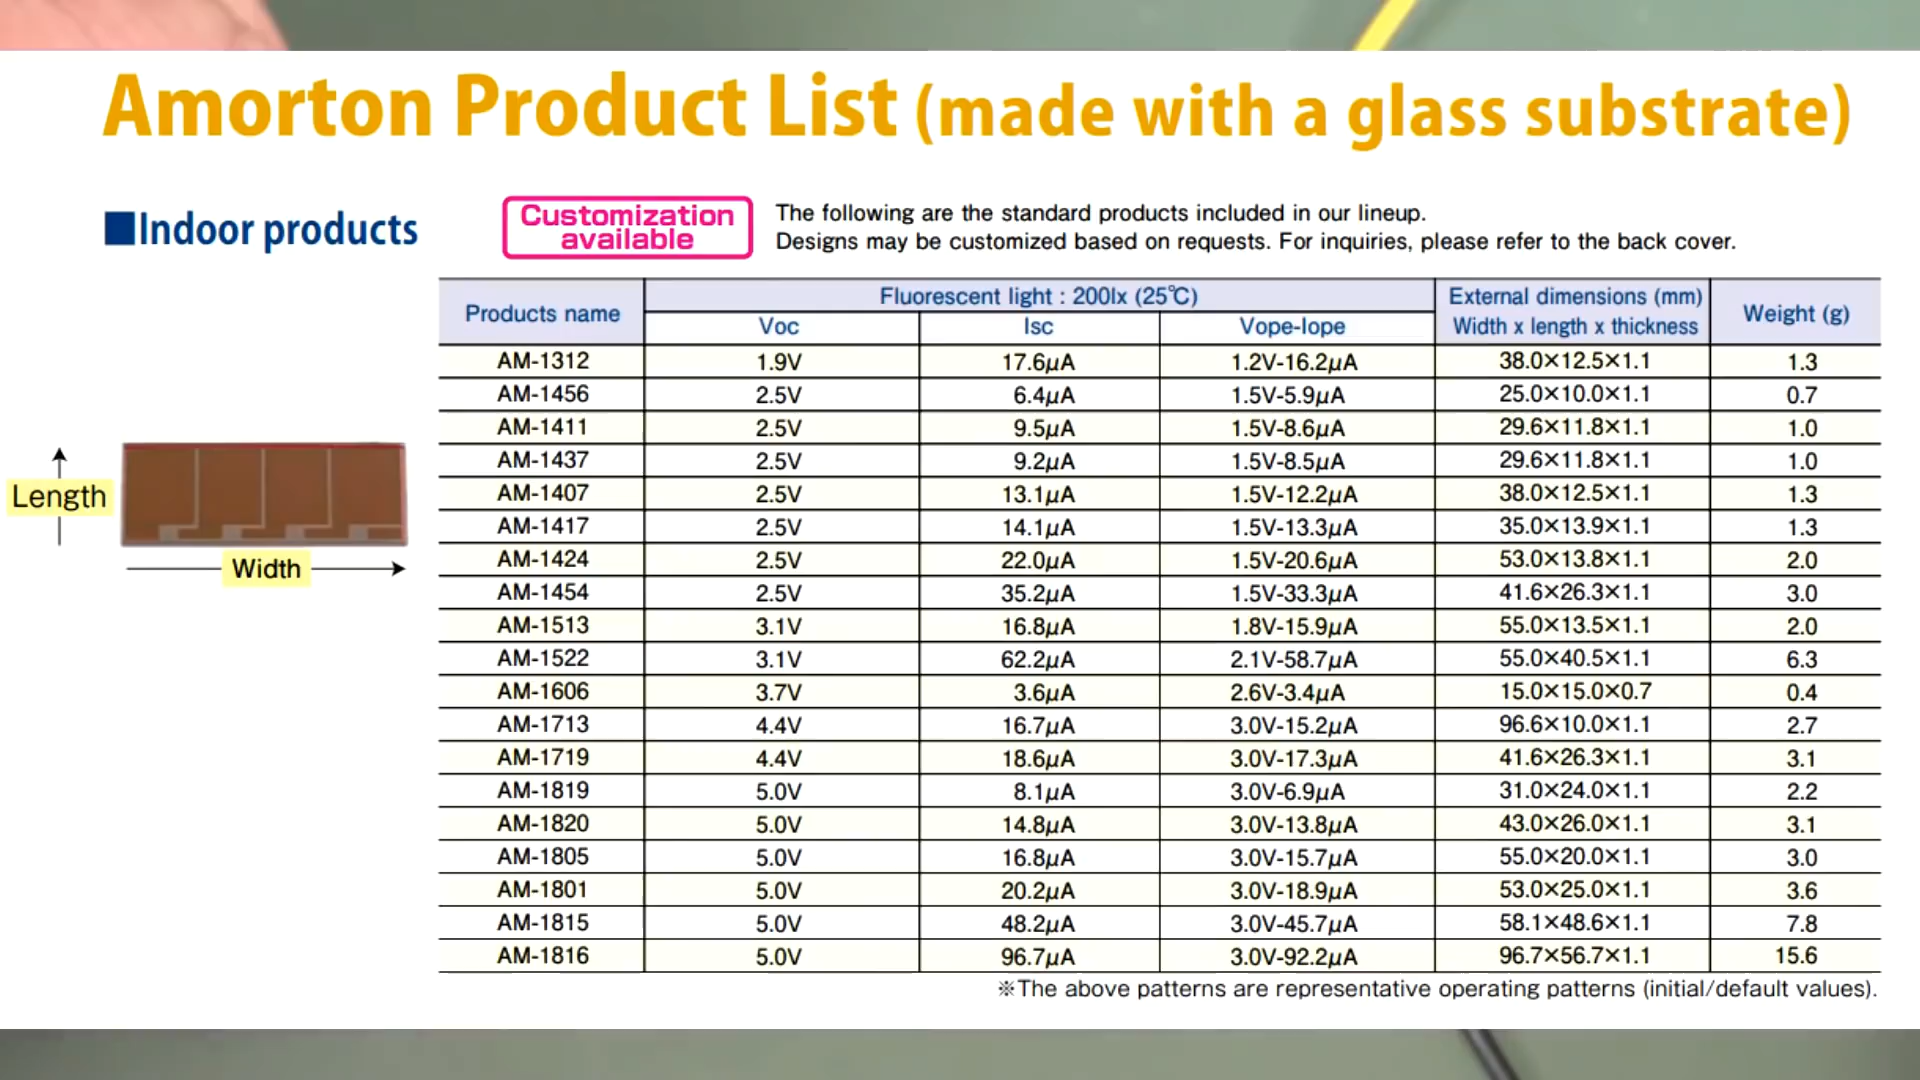 Amorton Product List (made with a glass substrate)
■Indoor products
Customization
available
The following are the standard products included in our lineup.
Designs may be customized based on requests. For inquiries, please refer to the back cover.
Products name Fluorescent light : 200lx (25℃) External dimensions (mm) Width x length x thickness Weight (g)
Voc Isc Vope-Iope
AM-1312 1.9V 17.6μA 1.2V-16.2μA 38.0×12.5×1.1 1.3
AM-1456 2.5V 6.4μA 1.5V-5.9μA 25.0×10.0×1.1 0.7
AM-1411 2.5V 9.5μA 1.5V-8.6μA 29.6×11.8×1.1 1.0
AM-1437 2.5V 9.2μA 1.5V-8.5μA 29.6×11.8×1.1 1.0
AM-1407 2.5V 13.1μA 1.5V-12.2μA 38.0×12.5×1.1 1.3
AM-1417 2.5V 14.1μA 1.5V-13.3μA 35.0×13.9×1.1 1.3
AM-1424 2.5V 22.0μA 1.5V-20.6μA 53.0×13.8×1.1 2.0
AM-1454 2.5V 35.2μA 1.5V-33.3μA 41.6×26.3×1.1 3.0
AM-1513 3.1V 16.8μA 1.8V-15.9μA 55.0×13.5×1.1 2.0
AM-1522 3.1V 62.2μA 2.1V-58.7μA 55.0×40.5×1.1 6.3
AM-1606 3.7V 3.6μA 2.6V-3.4μA 15.0×15.0×0.7 0.4
AM-1713 4.4V 16.7μA 3.0V-15.2μA 96.6×10.0×1.1 2.7
AM-1719 4.4V 18.6μA 3.0V-17.3μA 41.6×26.3×1.1 3.1
AM-1819 5.0V 8.1μA 3.0V-6.9μA 31.0×24.0×1.1 2.2
AM-1820 5.0V 14.8μA 3.0V-13.8μA 43.0×26.0×1.1 3.1
AM-1805 5.0V 16.8μA 3.0V-15.7μA 55.0×20.0×1.1 3.0
AM-1801 5.0V 20.2μA 3.0V-18.9μA 53.0×25.0×1.1 3.6
AM-1815 5.0V 48.2μA 3.0V-45.7μA 58.1×48.6×1.1 7.8
AM-1816 5.0V 96.7μA 3.0V-92.2μA 96.7×56.7×1.1 15.6
※The above patterns are representative operating patterns (initial/default values).
Length
Width